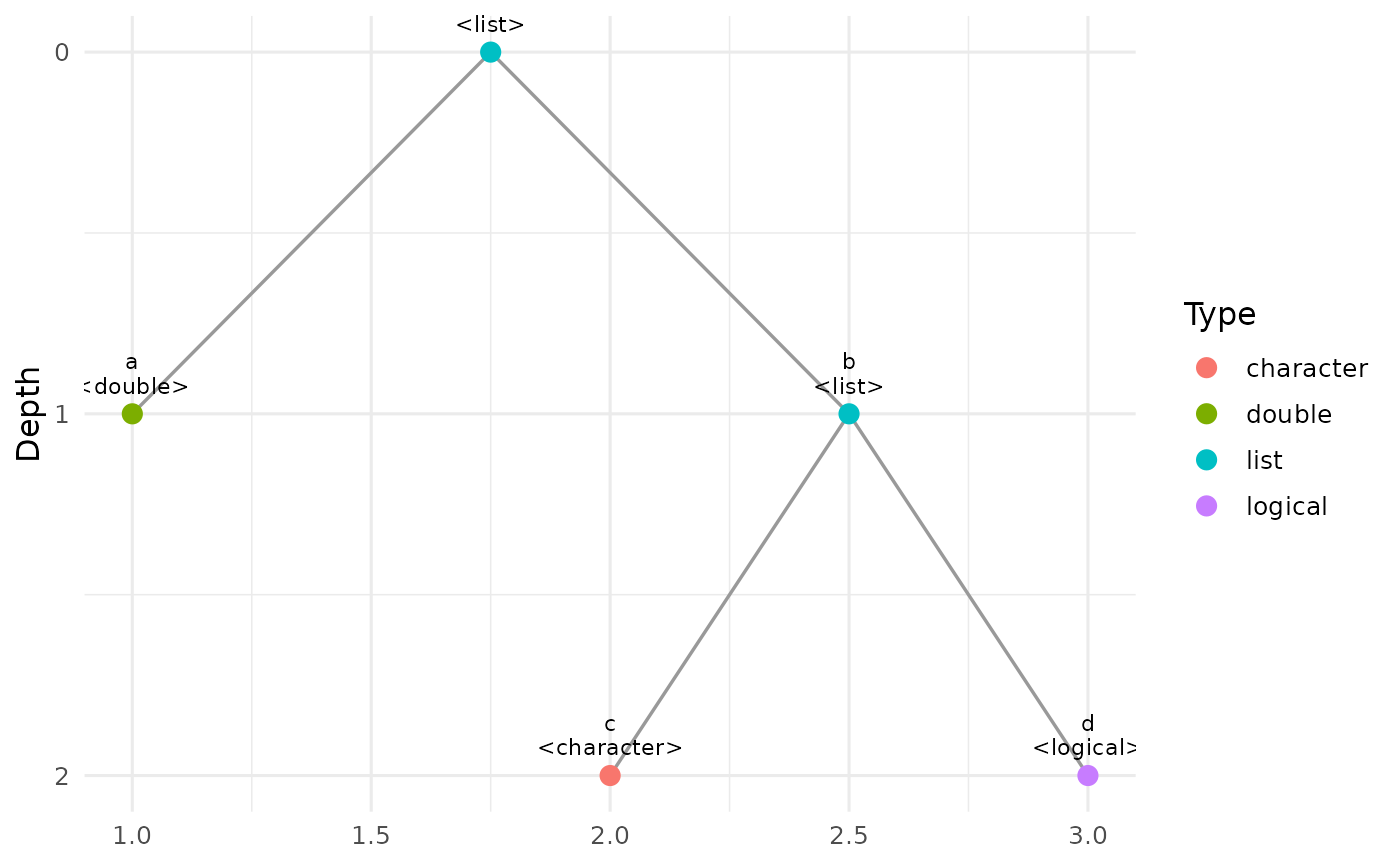 <list>
0
a
<double>
b
<list>
Depth
1
c
<character>
d
<logical>
2
1.0
1.5
2.0
2.5
3.0
Type
character
double
list
logical